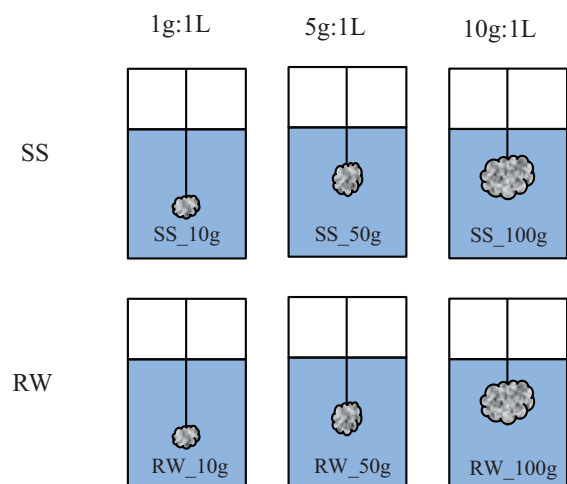 1g:1L 5g:1L 10g:1L
SS
SS_10g SS_50g SS_100g
RW
RW_10g RW_50g RW_100g